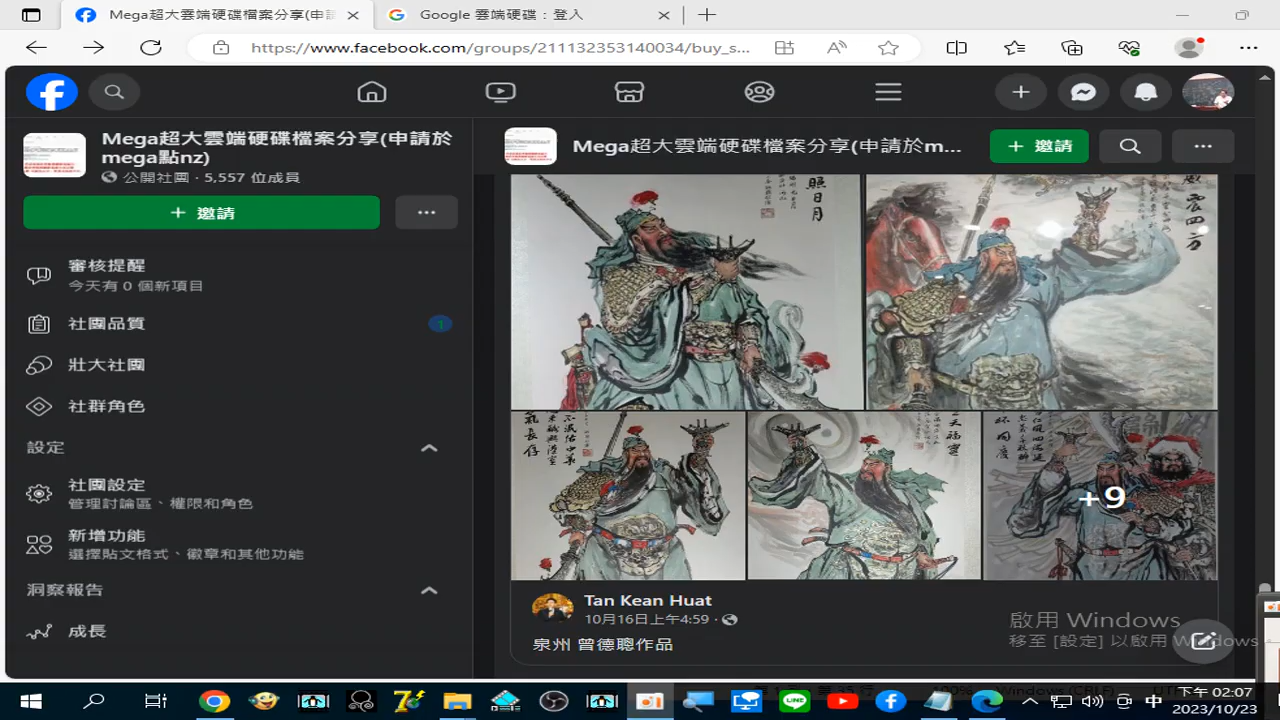 Mega超大雲端硬碟檔案分享(申請
Google 雲端硬碟：登入
https://www.facebook.com/groups/211132353140034/buy_s...
Mega超大雲端硬碟檔案分享(申請於
mega點nz)
公開社團 · 5,557 位成員
+ 邀請
審核提醒
今天有 0 個新項目
社團品質
1
壯大社團
社群角色
設定
社團設定
管理討論區、權限和角色
新增功能
選擇貼文格式、徽章和其他功能
洞察報告
成長
Mega超大雲端硬碟檔案分享(申請於m...
+ 邀請
照日月
震四方
+9
Tan Kean Huat
10月16日上午4:59
泉州 曾德聰作品
啟用 Windows
移至 [設定] 以啟用 Windows
中
下午 02:07
2023/10/23